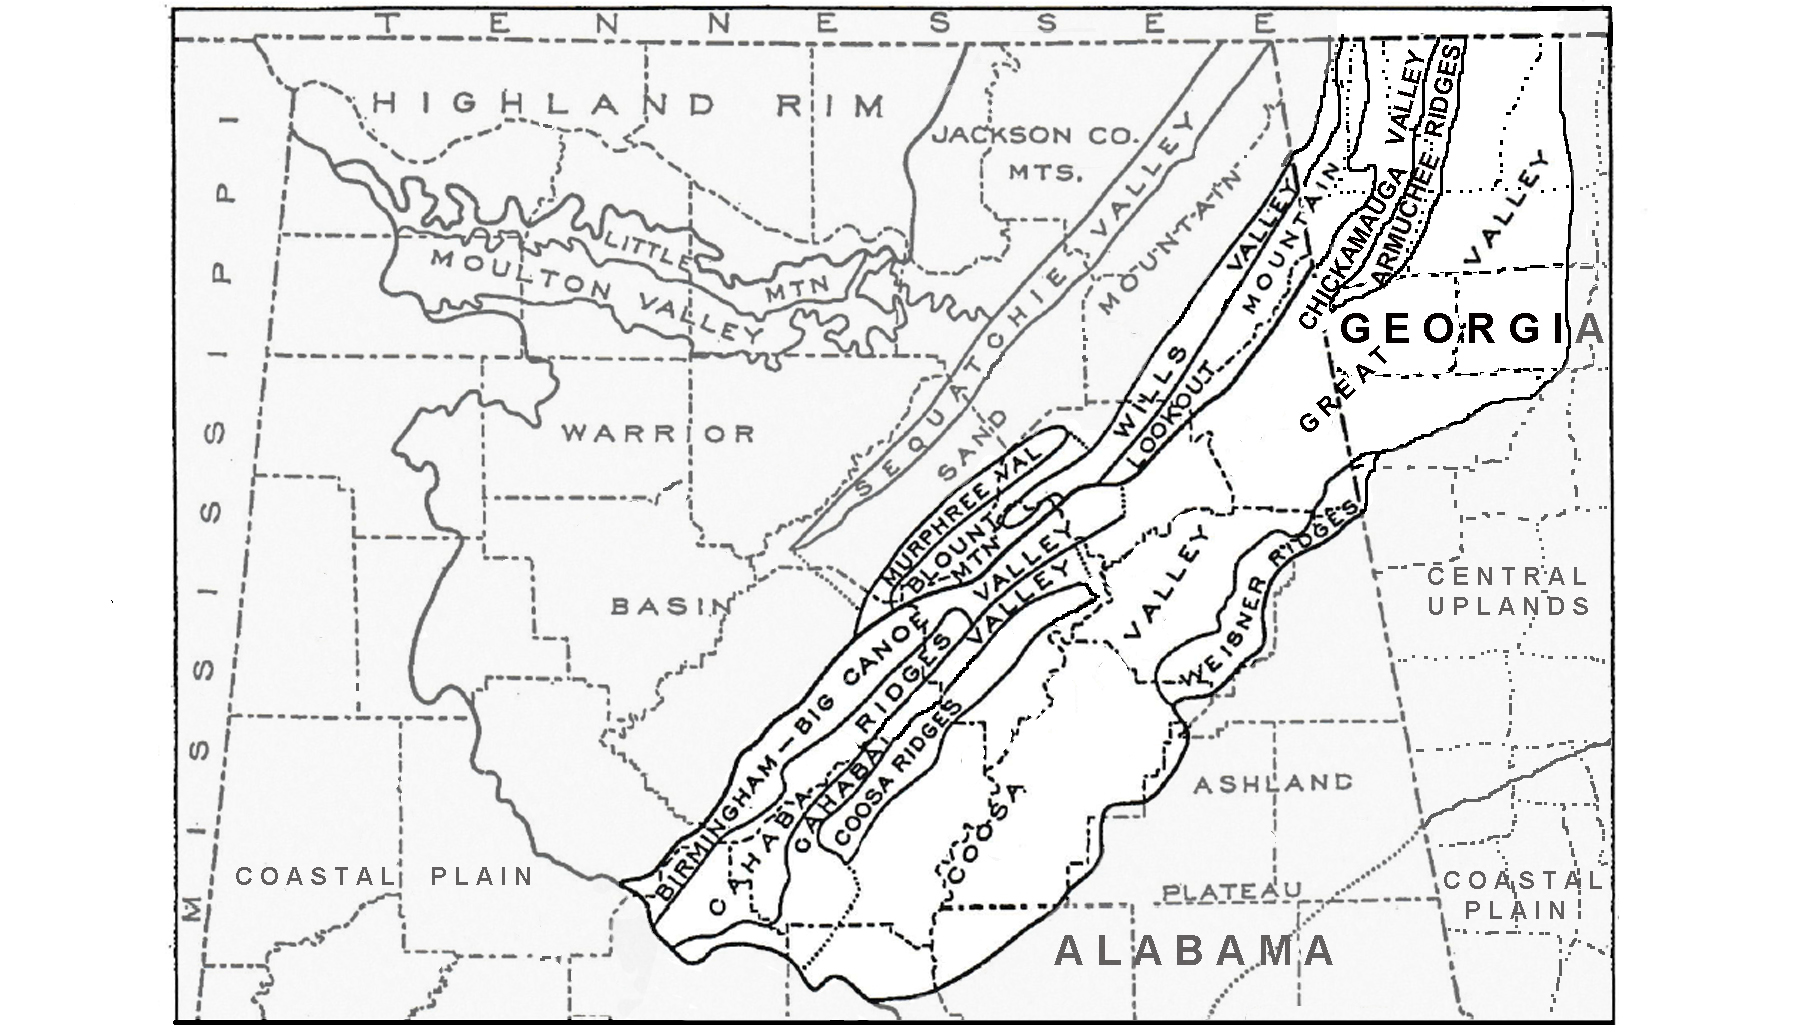 TENNESSEE
MISSISSIPPI
HIGHLAND RIM
JACKSON CO.
MTS.
LITTLE
MTN
MOULTON VALLEY
SEQUATCHIE VALLEY
SAND MOUNTAIN
WILLS VALLEY
LOOKOUT MOUNTAIN
CHICKAMAUGA VALLEY
ARMUCHEE RIDGES
GREAT VALLEY
GEORGIA
WARRIOR
BASIN
MURPHREE VAL
BLOUNT
MTN
BIRMINGHAM-BIG CANOE VALLEY
CAHABA RIDGES
CAHABA VALLEY
COOSA RIDGES
COOSA VALLEY
WEISNER RIDGES
CENTRAL
UPLANDS
ASHLAND
PLATEAU
COASTAL PLAIN
COASTAL
PLAIN
ALABAMA